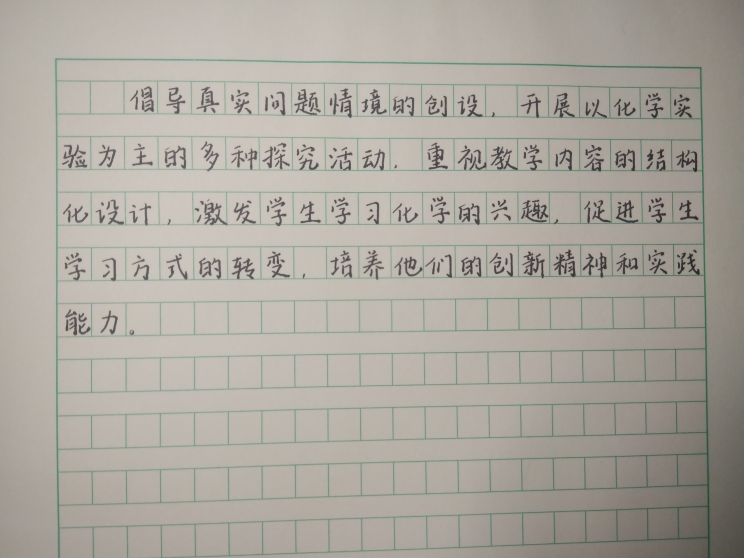 倡导真实问题情境的创设，开展以化学实
验为主的多种探究活动，重视教学内容的结构
化设计，激发学生学习化学的兴趣，促进学生
学习方式的转变，培养他们的创新精神和实践
能力。